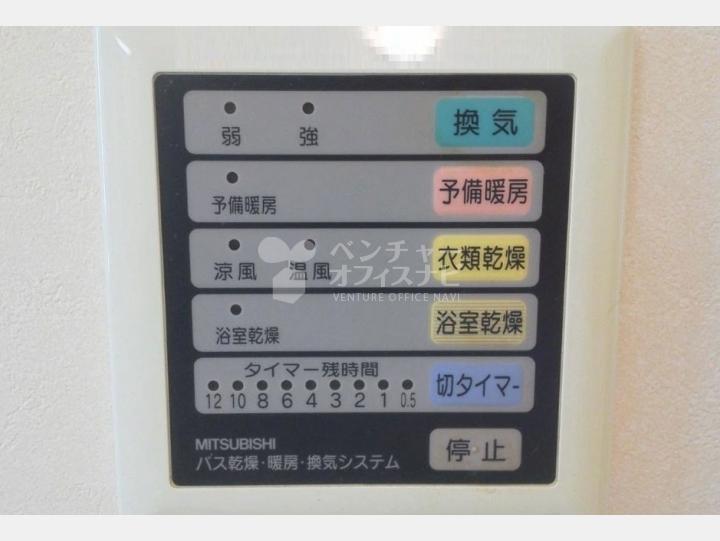 弱 強 換気
予備暖房 予備暖房
涼風 温風 衣類乾燥
ベンチャー
オフィスナビ
VENTURE OFFICE NAVI
浴室乾燥 浴室乾燥
タイマー残時間
12 10 8 6 4 3 2 1 0.5 切タイマー
MITSUBISHI 停止
バス乾燥・暖房・換気システム